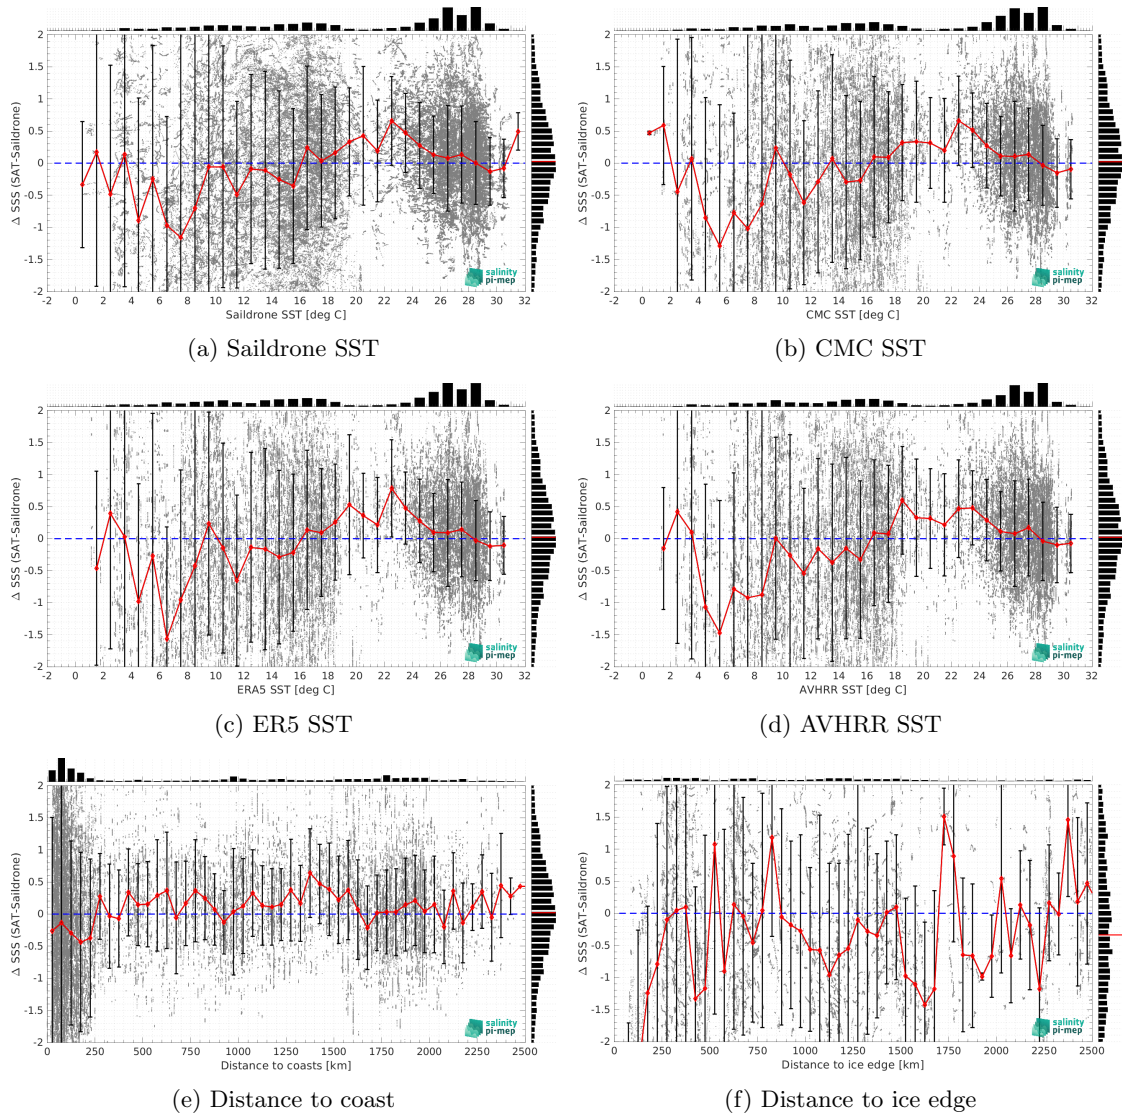 2
1.5
1
0.5
0
-0.5
-1
-1.5
-2
Δ SSS (SAT-Saildrone)
-2 0 2 4 6 8 10 12 14 16 18 20 22 24 26 28 30 32
Saildrone SST [deg C]
salinity
pi-mep
(a) Saildrone SST
2
1.5
1
0.5
0
-0.5
-1
-1.5
-2
Δ SSS (SAT-Saildrone)
-2 0 2 4 6 8 10 12 14 16 18 20 22 24 26 28 30 32
CMC SST [deg C]
salinity
pi-mep
(b) CMC SST
2
1.5
1
0.5
0
-0.5
-1
-1.5
-2
Δ SSS (SAT-Saildrone)
-2 0 2 4 6 8 10 12 14 16 18 20 22 24 26 28 30 32
ERA5 SST [deg C]
salinity
pi-mep
(c) ER5 SST
2
1.5
1
0.5
0
-0.5
-1
-1.5
-2
Δ SSS (SAT-Saildrone)
-2 0 2 4 6 8 10 12 14 16 18 20 22 24 26 28 30 32
AVHRR SST [deg C]
salinity
pi-mep
(d) AVHRR SST
2
1.5
1
0.5
0
-0.5
-1
-1.5
-2
Δ SSS (SAT-Saildrone)
0 250 500 750 1000 1250 1500 1750 2000 2250 2500
Distance to coasts [km]
salinity
pi-mep
(e) Distance to coast
2
1.5
1
0.5
0
-0.5
-1
-1.5
-2
Δ SSS (SAT-Saildrone)
0 250 500 750 1000 1250 1500 1750 2000 2250 2500
Distance to ice edge [km]
salinity
pi-mep
(f) Distance to ice edge